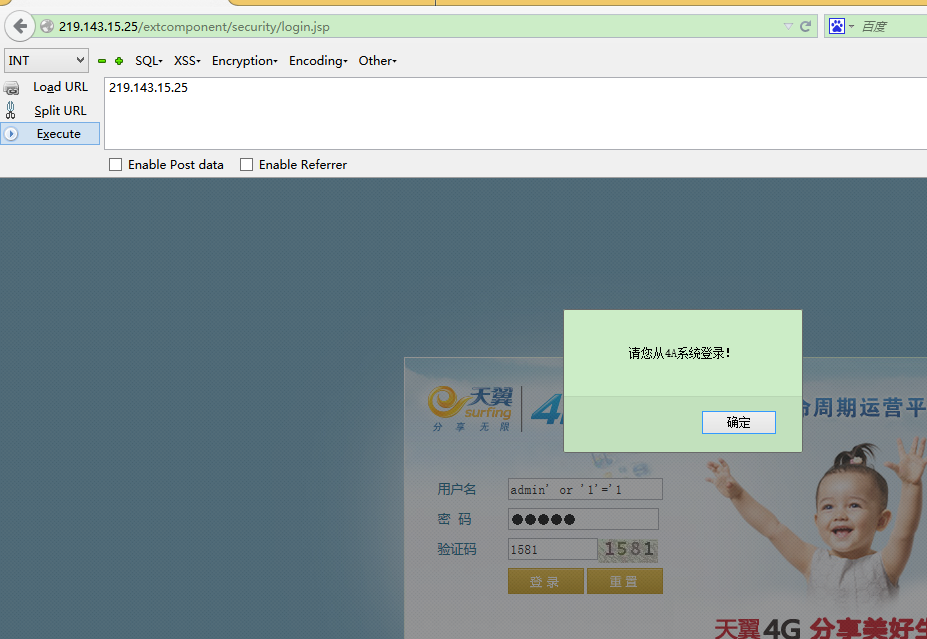 219.143.15.25/extcomponent/security/login.jsp
百度
INT
SQL XSS Encryption Encoding Other
Load URL
219.143.15.25
Split URL
Execute
Enable Post data Enable Referrer
请您从4A系统登录!
确定
天翼
surfing
分享无限
4
命周期运营平
用户名
admin' or '1'='1
密 码
●●●●●
验证码
1581
1581
登录
重置
天翼4G 分享美好生